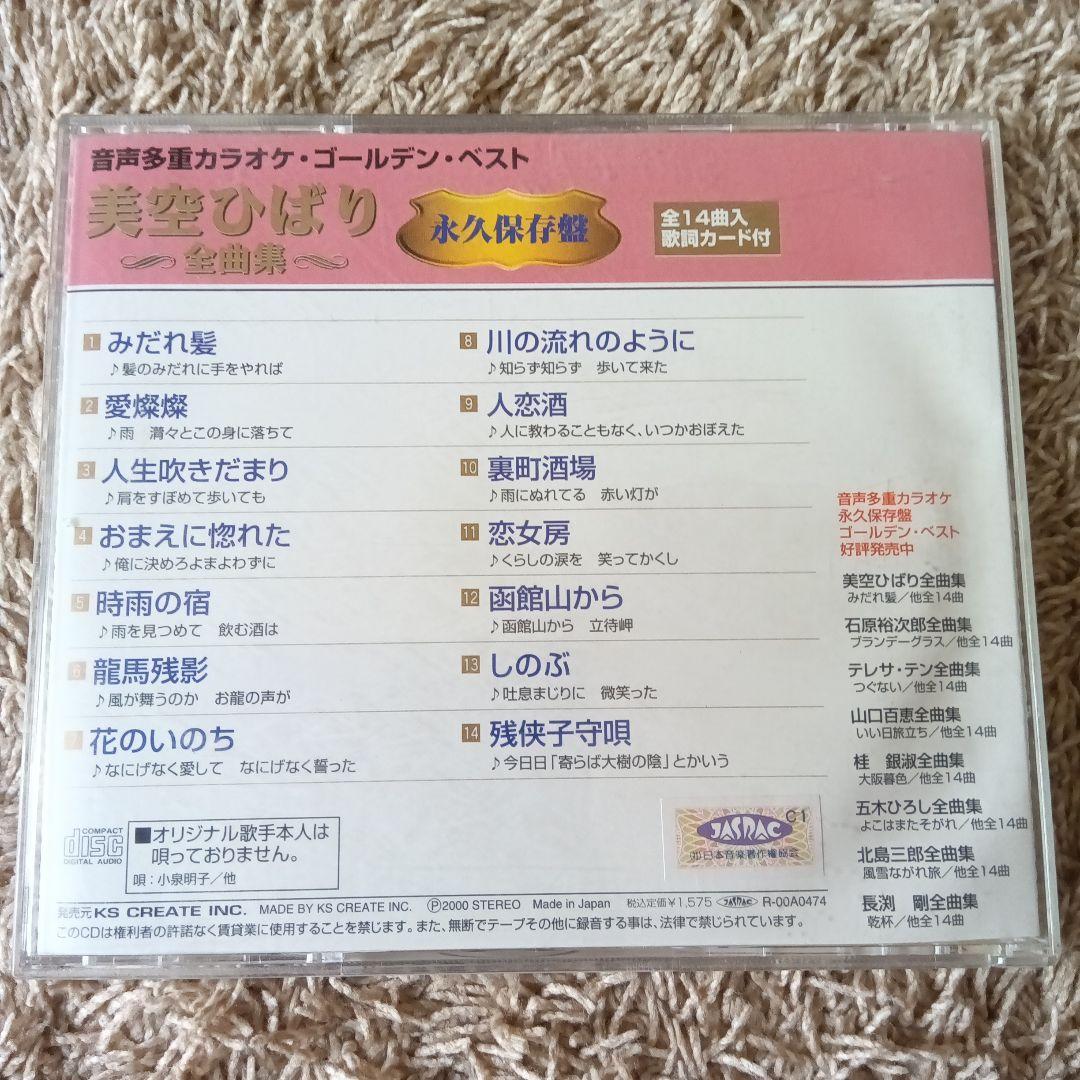 音声多重カラオケ・ゴールデン・ベスト
美空ひばり
全曲集
永久保存盤
全14曲入
歌詞カード付
1 みだれ髪
♪髪のみだれに手をやれば
2 愛燦燦
♪雨 潸々とこの身に落ちて
3 人生吹きだまり
♪肩をすぼめて歩いても
4 おまえに惚れた
♪俺に決めろよまよわずに
5 時雨の宿
♪雨を見つめて 飲む酒は
6 龍馬残影
♪風が舞うのか お龍の声が
7 花のいのち
♪なにげなく愛して なにげなく誓った
8 川の流れのように
♪知らず知らず 歩いて来た
9 人恋酒
♪人に教わることもなく、いつかおぼえた
10 裏町酒場
♪雨にぬれてる 赤い灯が
11 恋女房
♪くらしの涙を 笑ってかくし
12 函館山から
♪函館山から 立待岬
13 しのぶ
♪吐息まじりに 微笑った
14 残侠子守唄
♪今日日「寄らば大樹の陰」とかいう
音声多重カラオケ
永久保存盤
ゴールデン・ベスト
好評発売中
美空ひばり全曲集
みだれ髪/他全14曲
石原裕次郎全曲集
ブランデーグラス/他全14曲
テレサ・テン全曲集
つぐない/他全14曲
山口百恵全曲集
いい日旅立ち/他全14曲
桂 銀淑全曲集
大阪暮色/他全14曲
五木ひろし全曲集
よこはまたそがれ/他全14曲
北島三郎全曲集
風雪ながれ旅/他全14曲
長渕 剛全曲集
乾杯/他全14曲
COMPACT
disc
DIGITAL AUDIO
■オリジナル歌手本人は
唄っておりません。
唄:小泉明子/他
C1
JASRAC
(社)日本音楽著作権協会
発売元KS CREATE INC. MADE BY KS CREATE INC. Ⓟ2000 STEREO Made in Japan 税込定価¥1,575 JASRAC R-00A0474
このCDは権利者の許諾なく賃貸業に使用することを禁じます。また、無断でテープその他に録音する事は、法律で禁じられています。